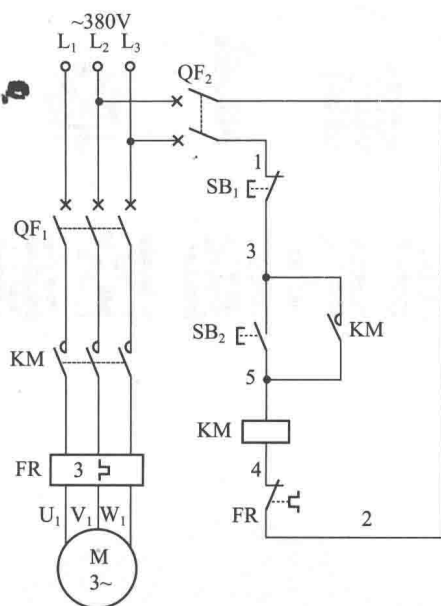 ~380V
L₁ L₂ L₃
QF₂
1
SB₁
QF₁
3
SB₂
KM
KM
5
KM
4
FR
3
FR
2
U₁ V₁ W₁
M
3~